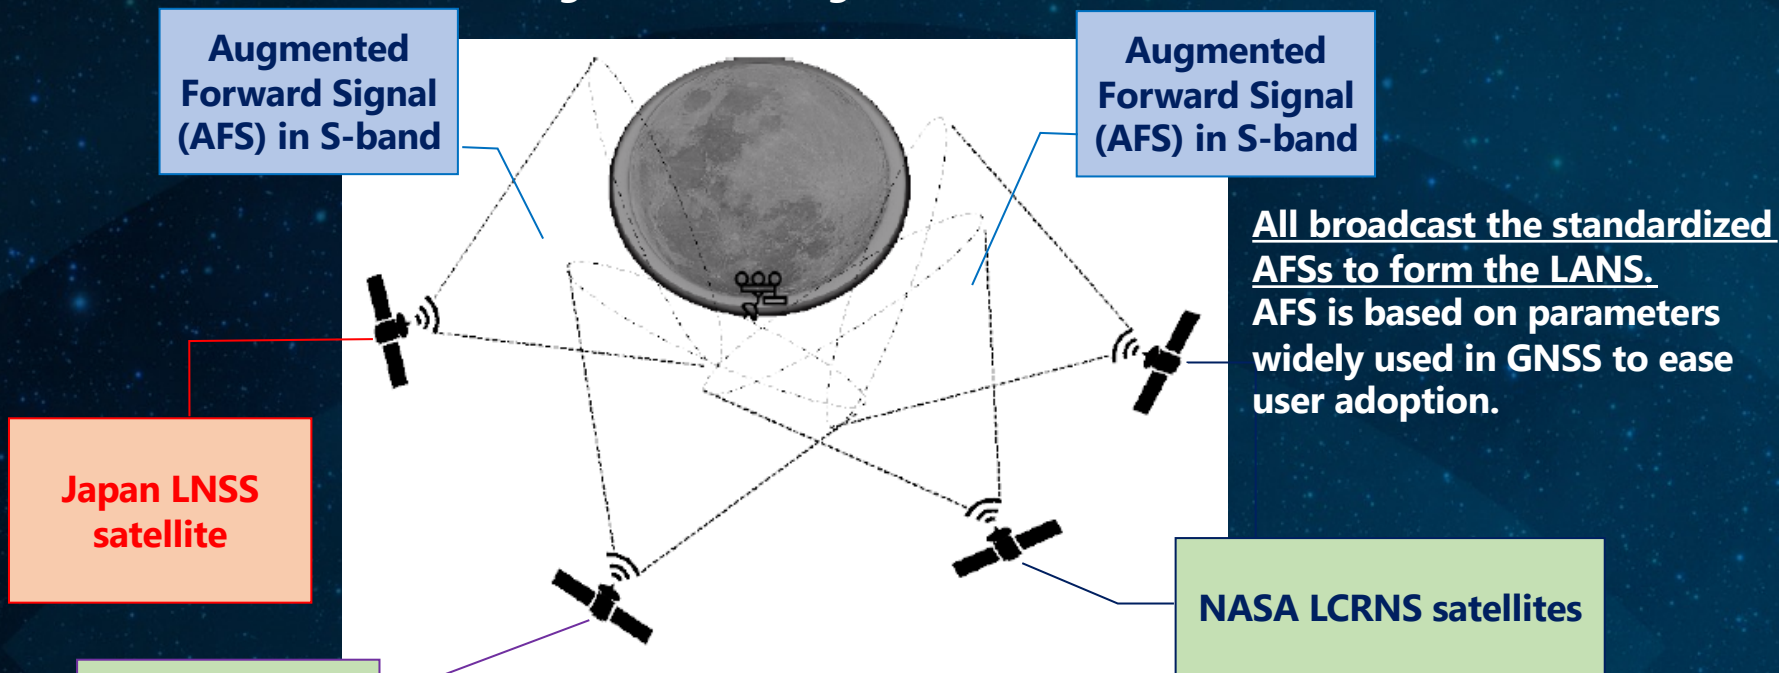 Augmented
Forward Signal
(AFS) in S-band
Augmented
Forward Signal
(AFS) in S-band
All broadcast the standardized
AFSs to form the LANS.
AFS is based on parameters
widely used in GNSS to ease
user adoption.
Japan LNSS
satellite
NASA LCRNS satellites